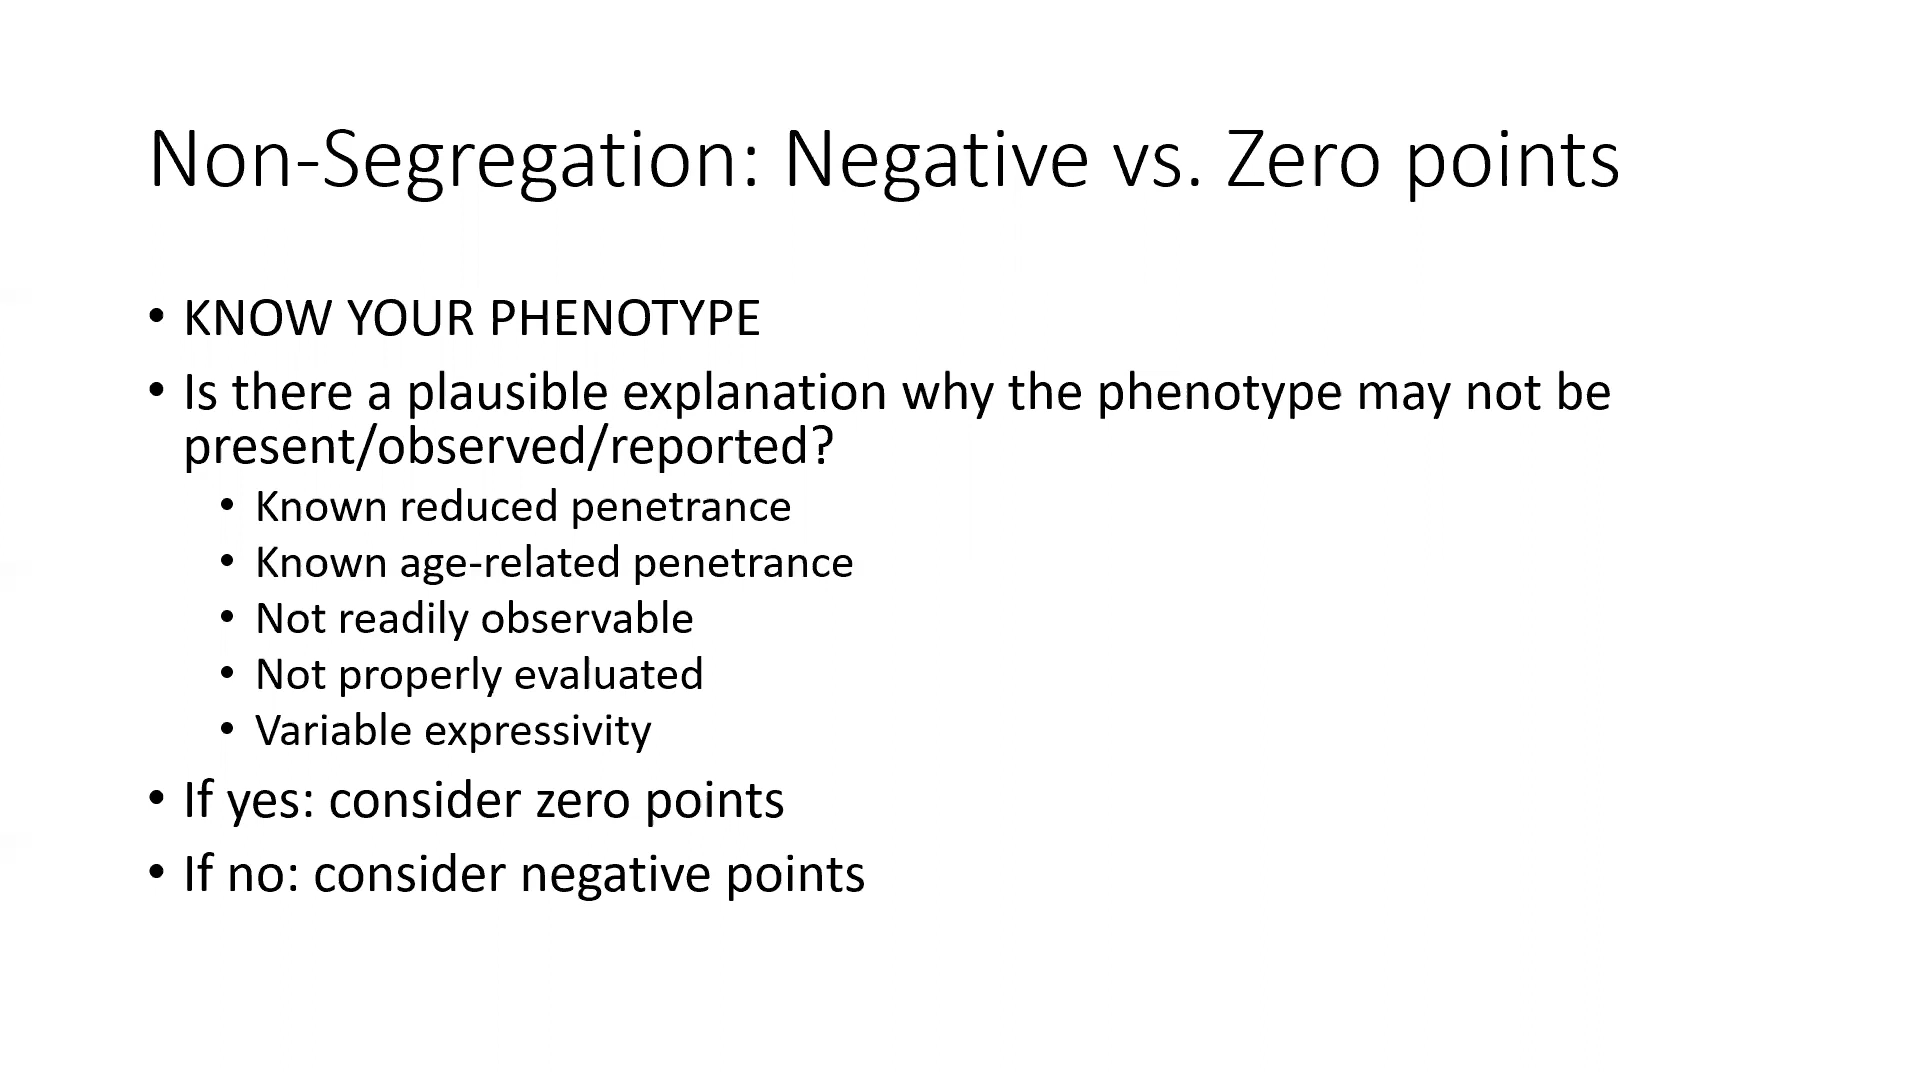 Non-Segregation: Negative vs. Zero points
• KNOW YOUR PHENOTYPE
• Is there a plausible explanation why the phenotype may not be
present/observed/reported?
• Known reduced penetrance
• Known age-related penetrance
• Not readily observable
• Not properly evaluated
• Variable expressivity
• If yes: consider zero points
• If no: consider negative points